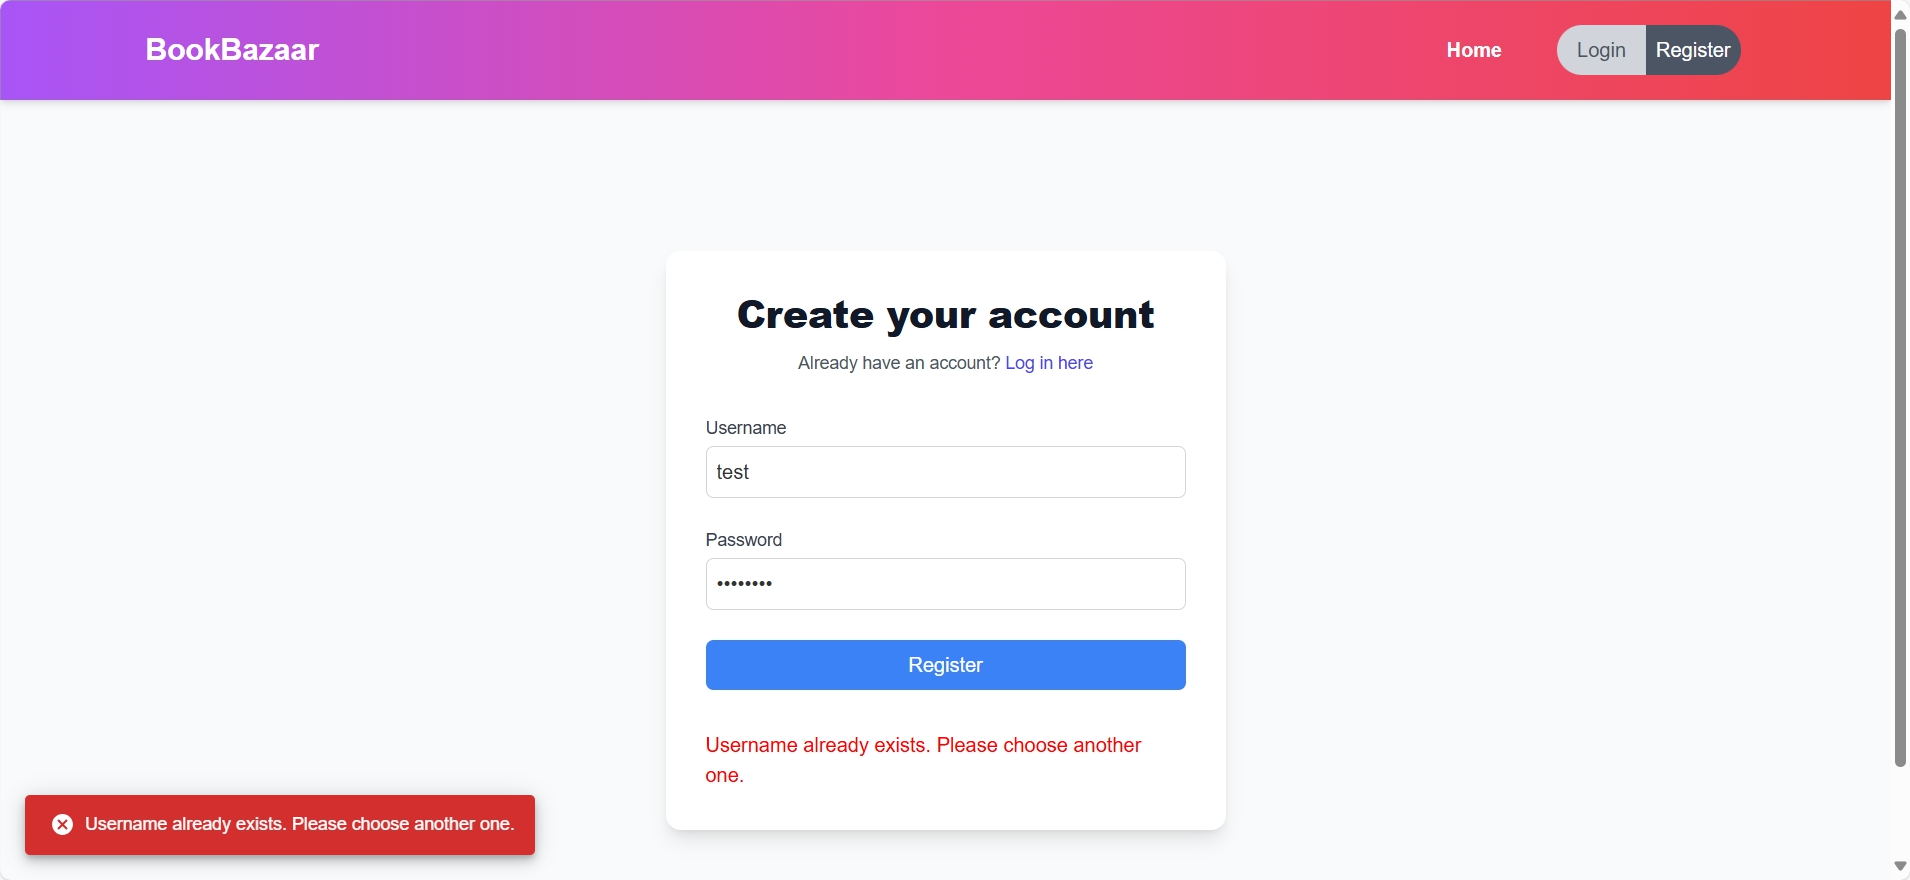 BookBazaar
Home
Login
Register
Create your account
Already have an account? Log in here
Username
test
Password
••••••••
Register
Username already exists. Please choose another
one.
Username already exists. Please choose another one.